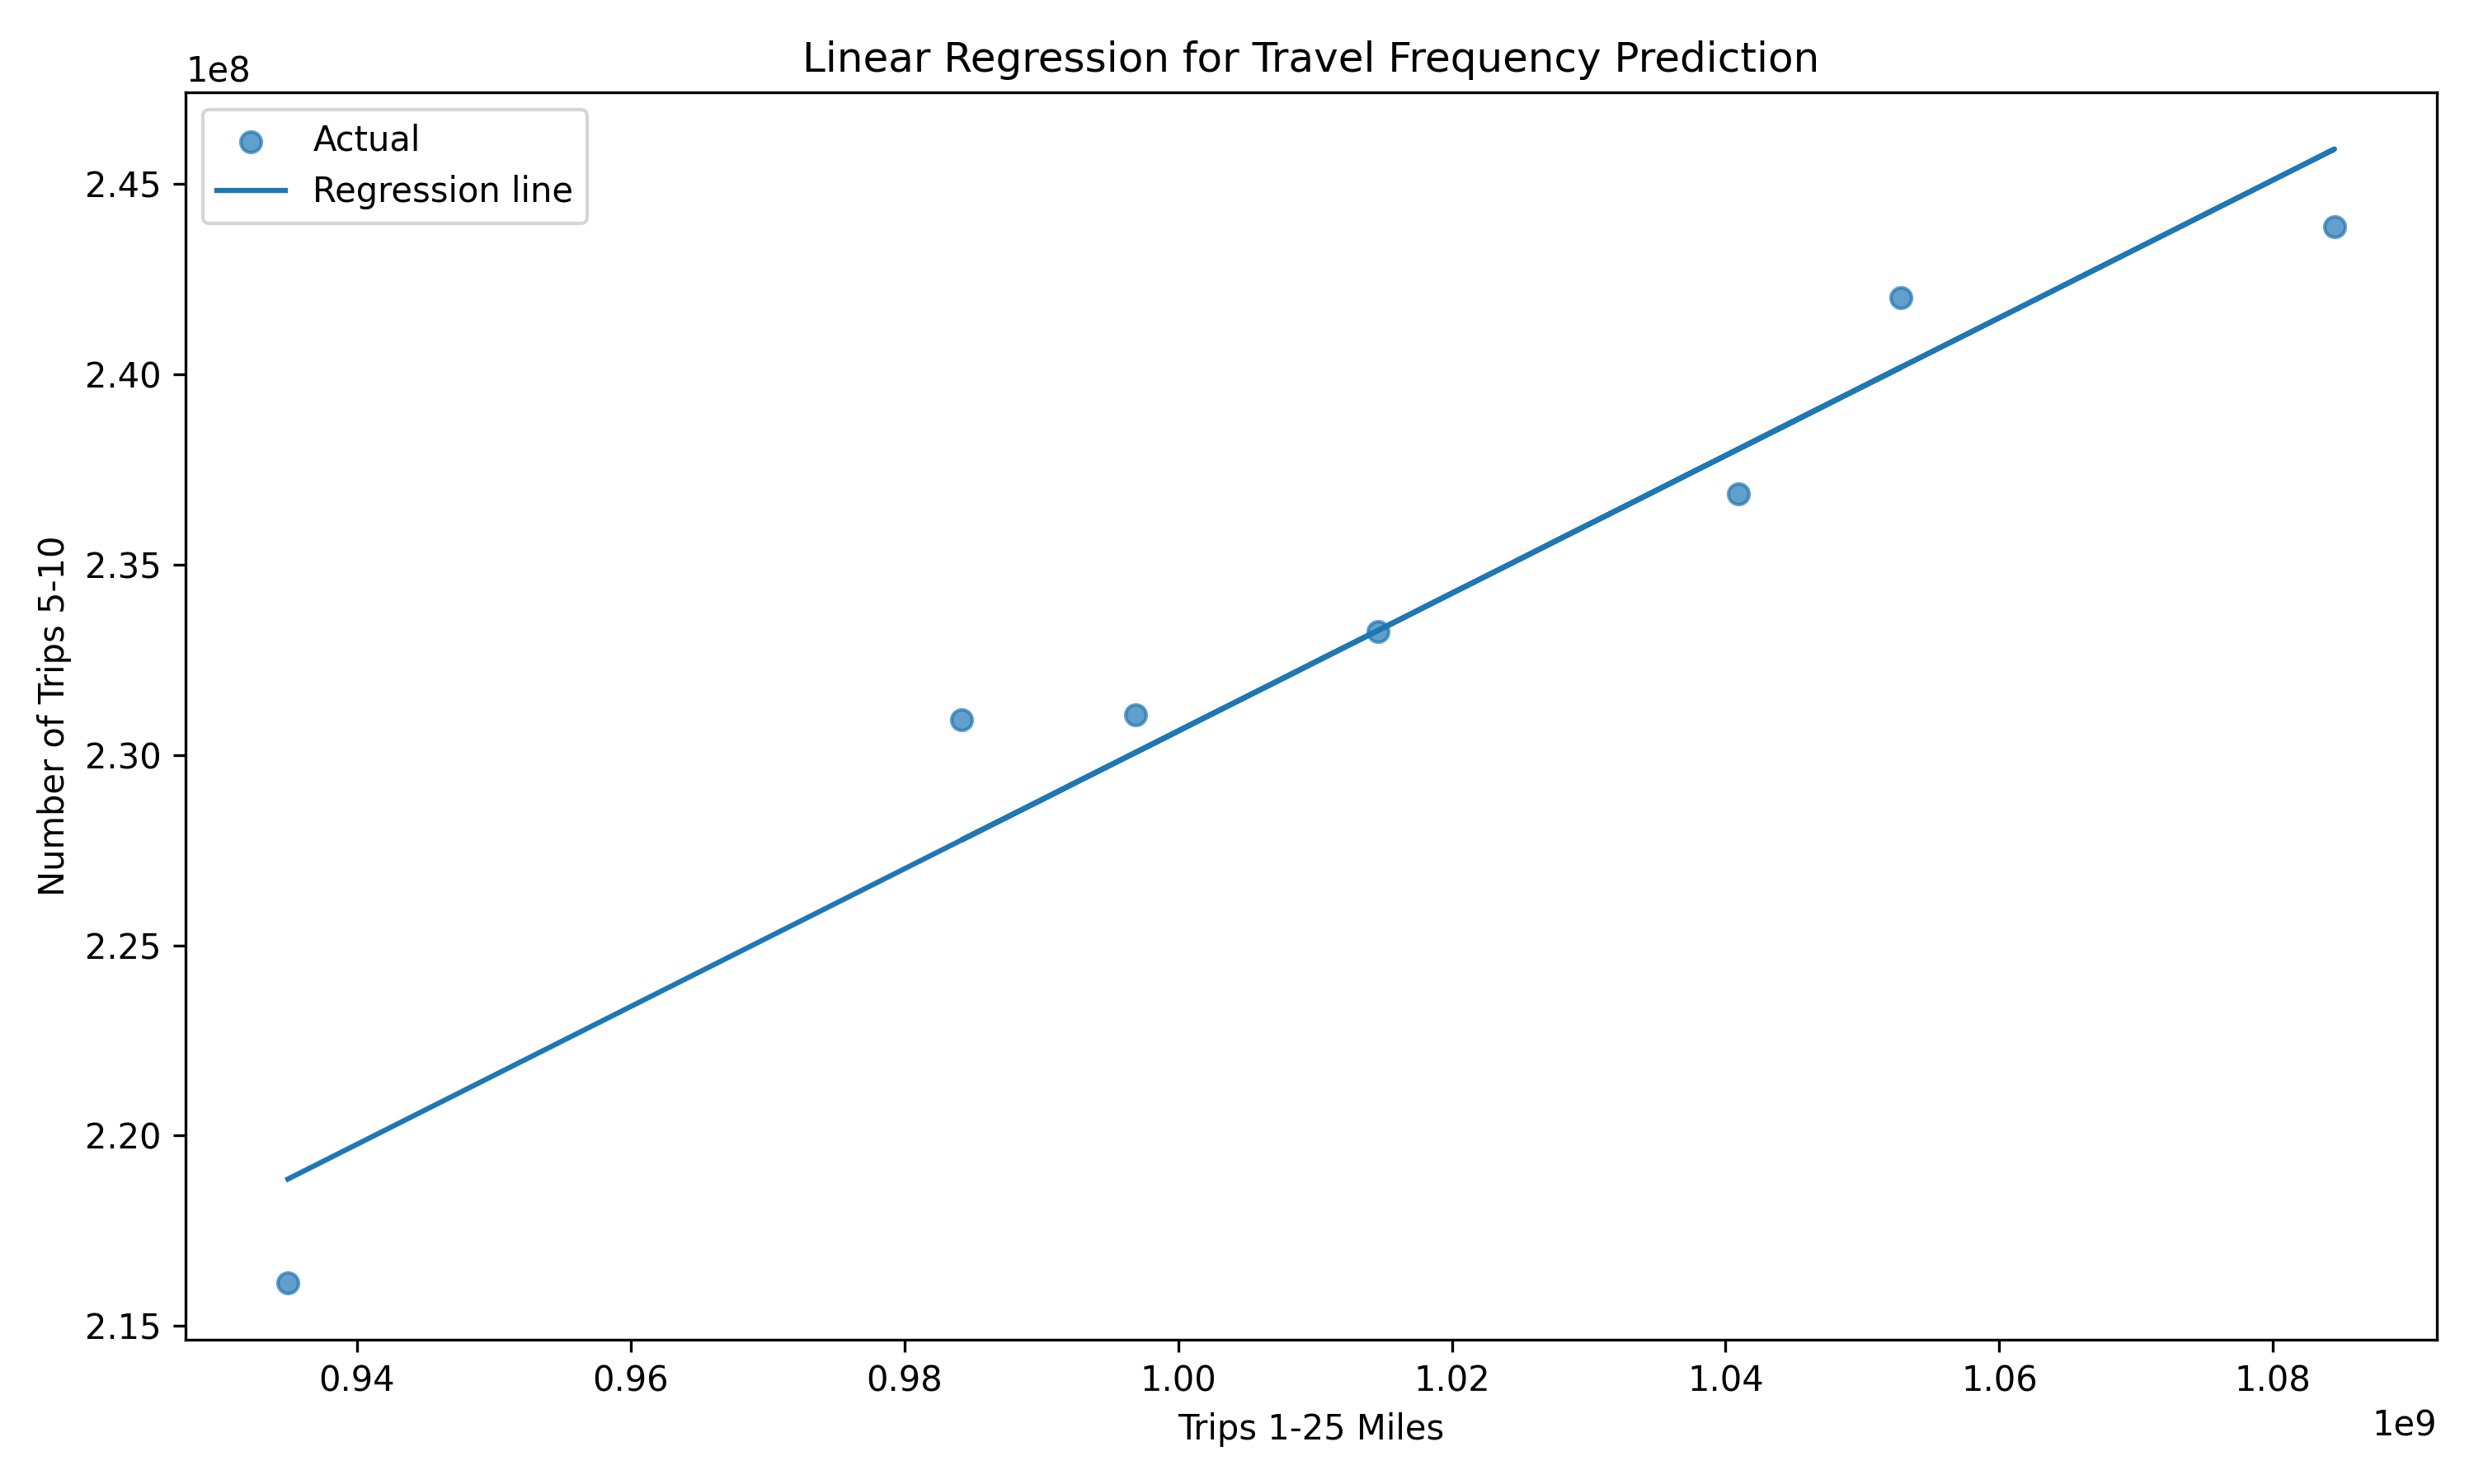 Linear Regression for Travel Frequency Prediction
1e8
Actual
Regression line
2.45
2.40
2.35
2.30
2.25
2.20
2.15
Number of Trips 5-10
0.94 0.96 0.98 1.00 1.02 1.04 1.06 1.08
1e9
Trips 1-25 Miles